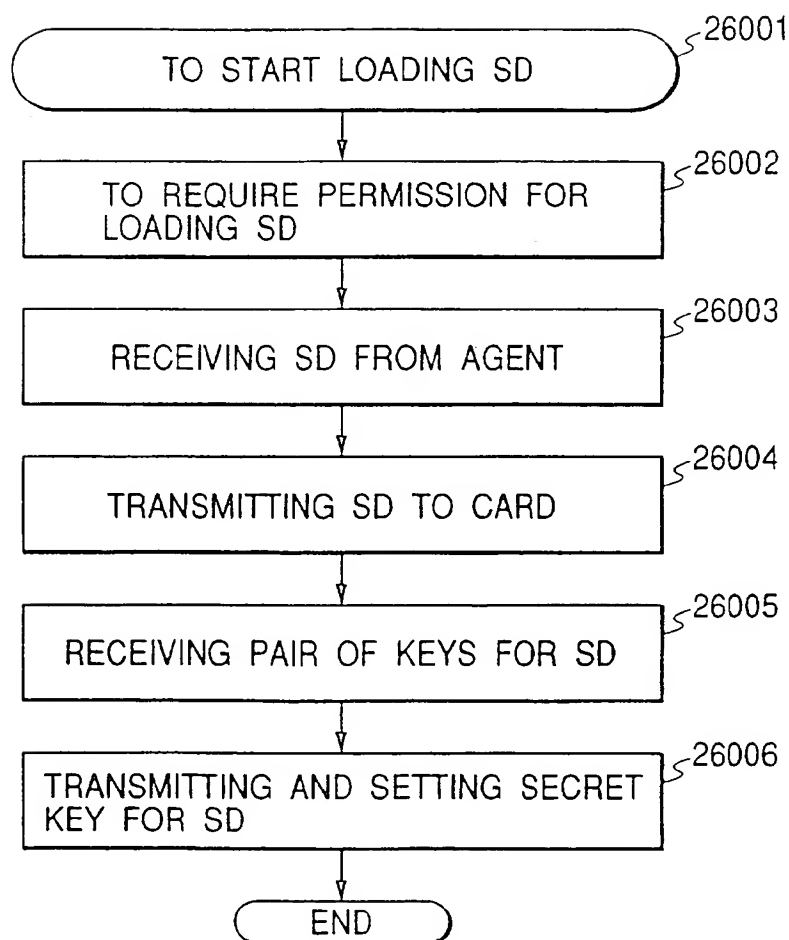 26001
TO START LOADING SD
26002
TO REQUIRE PERMISSION FOR
LOADING SD
26003
RECEIVING SD FROM AGENT
26004
TRANSMITTING SD TO CARD
26005
RECEIVING PAIR OF KEYS FOR SD
26006
TRANSMITTING AND SETTING SECRET
KEY FOR SD
END